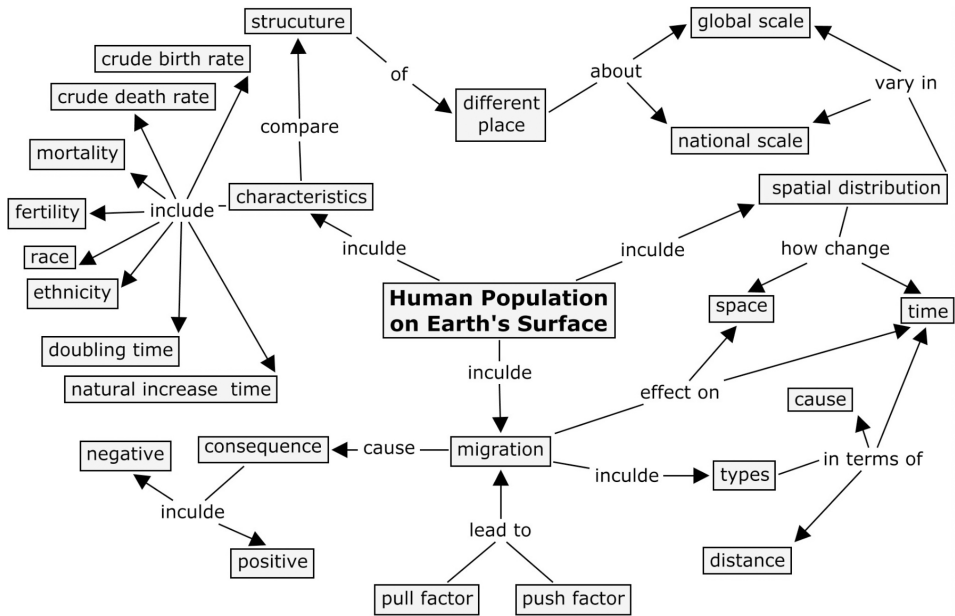 strucuture
global scale
crude birth rate
of
about
vary in
crude death rate
different
place
compare
national scale
mortality
characteristics
spatial distribution
fertility
include
race
inculde
inculde
how change
ethnicity
Human Population
on Earth's Surface
space
time
doubling time
inculde
natural increase  time
effect on
cause
negative
consequence
cause
migration
inculde
types
in terms of
inculde
lead to
positive
distance
pull factor
push factor